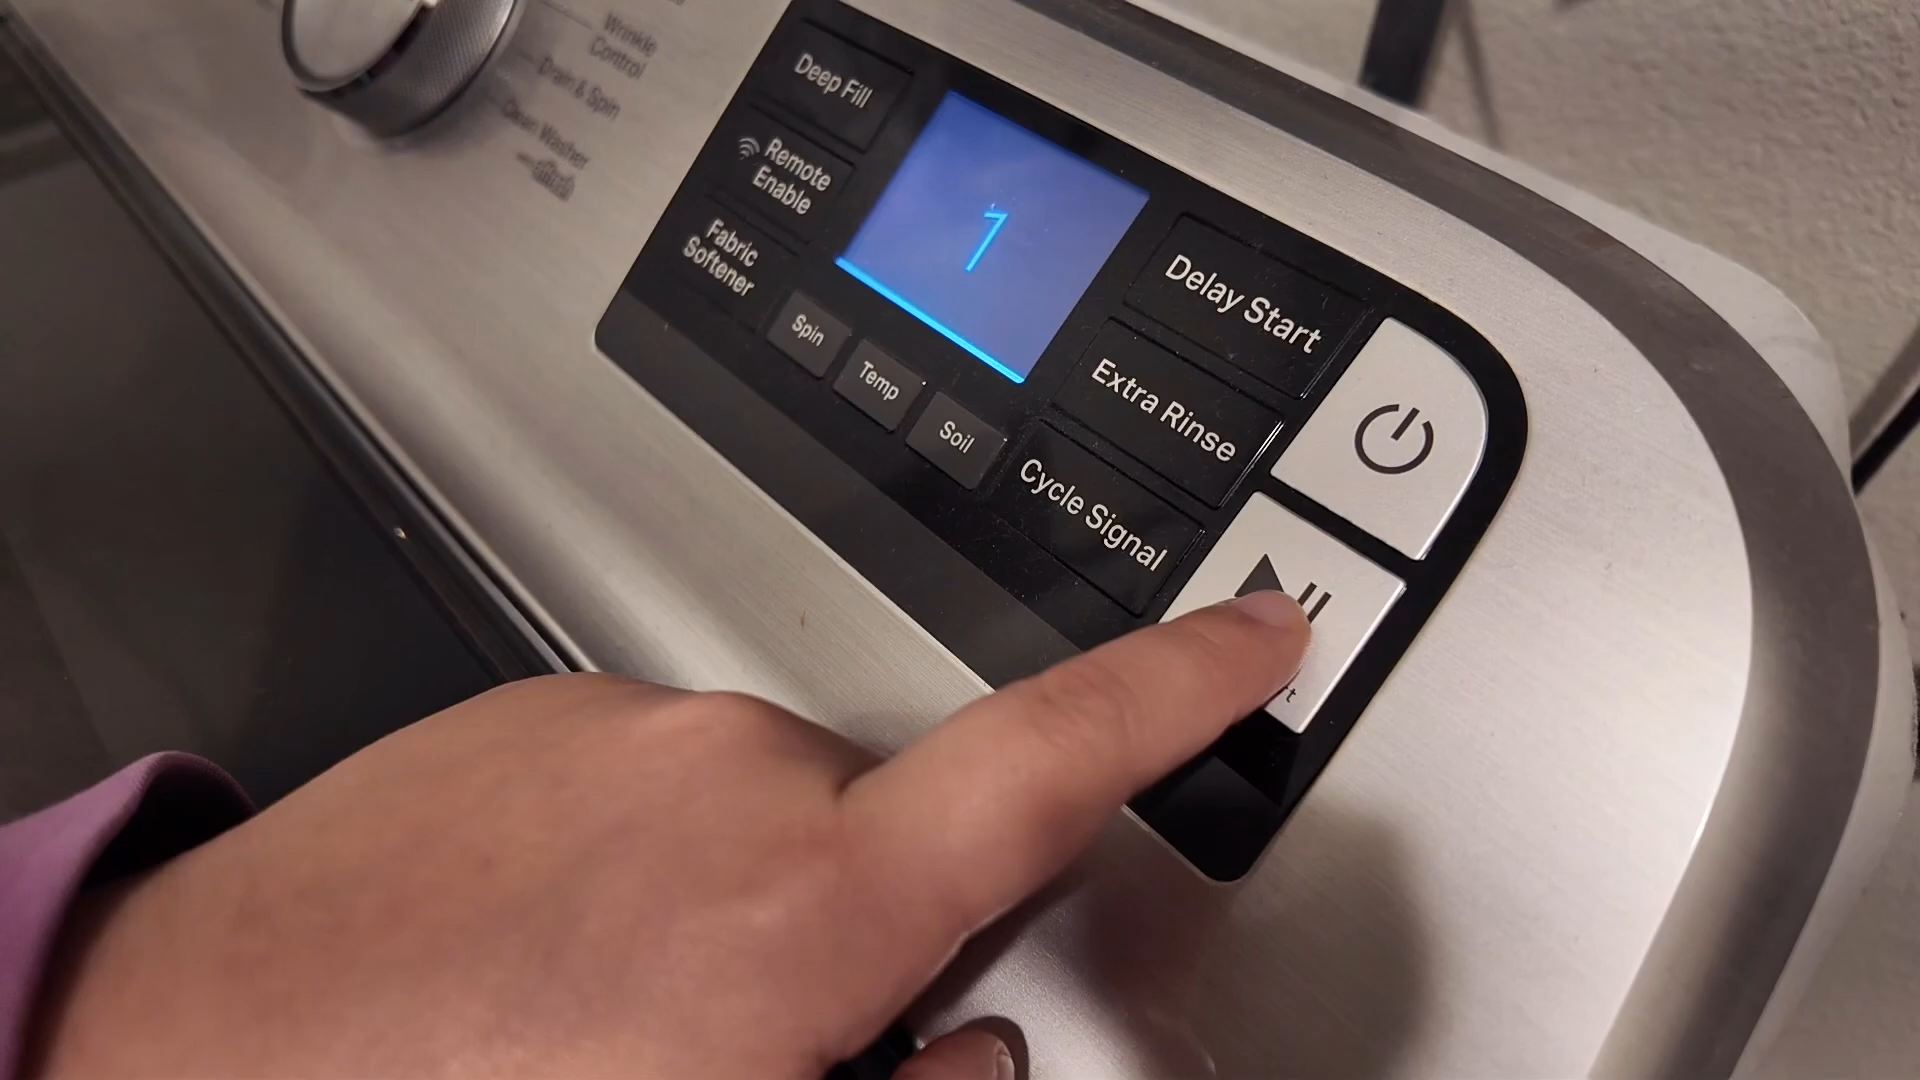 Wrinkle
Control
Drain & Spin
Clean Washer
Deep Fill
Remote
Enable
Fabric
Softener
1
Spin
Temp
Soil
Delay Start
Extra Rinse
Cycle Signal